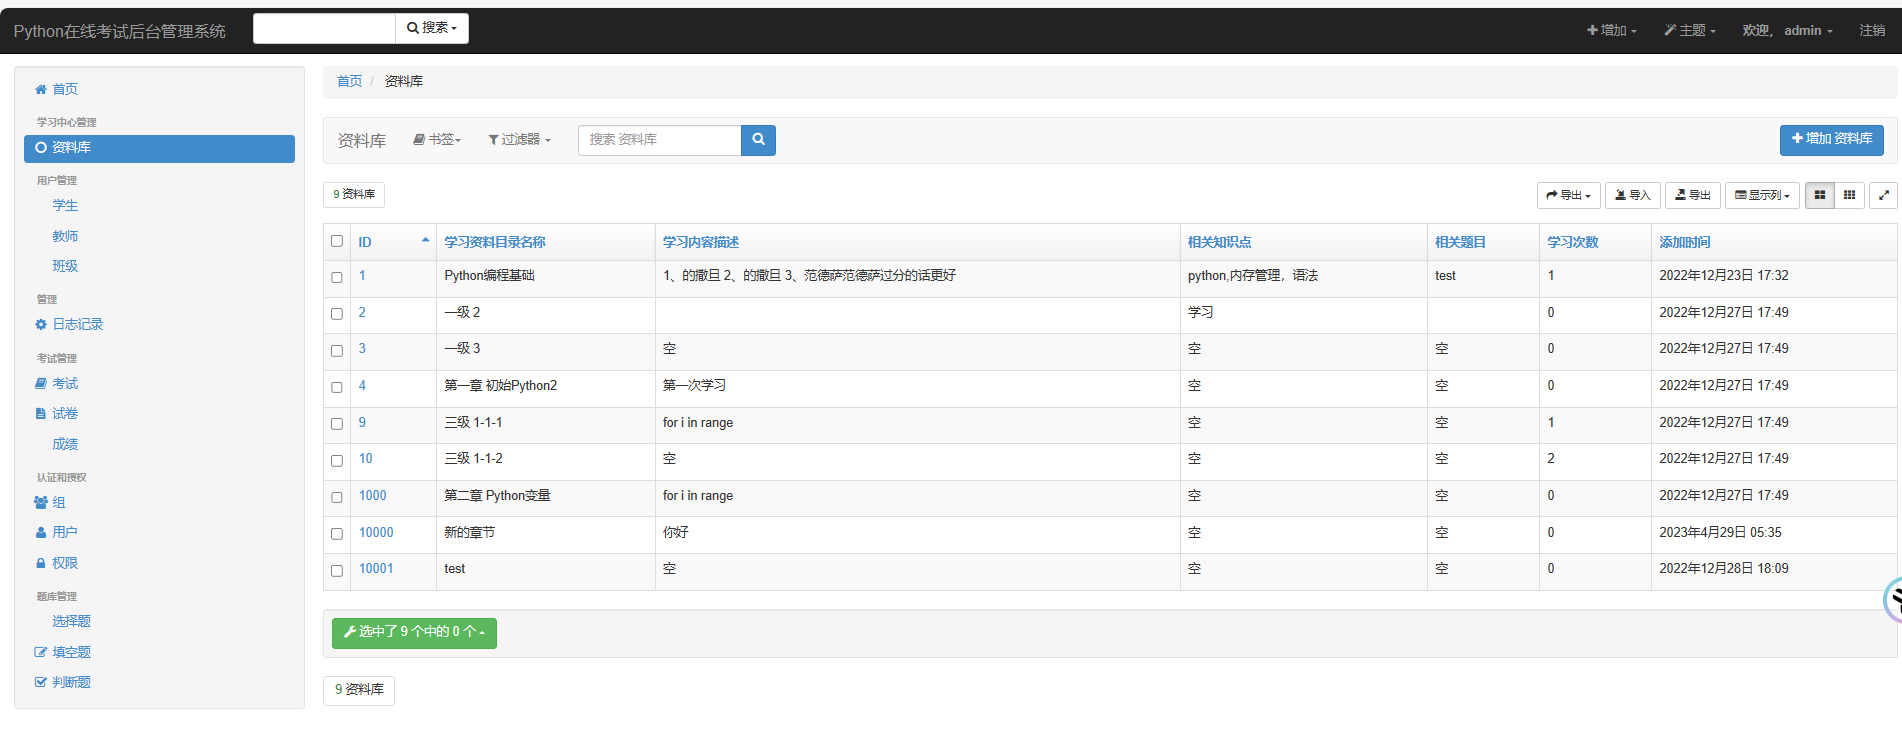 Python在线考试后台管理系统 搜索 增加 主题 欢迎， admin 注销
首页
学习中心管理
资料库
用户管理
学生
教师
班级
管理
日志记录
考试管理
考试
试卷
成绩
认证和授权
组
用户
权限
题库管理
选择题
填空题
判断题
首页 / 资料库
资料库 书签 过滤器 搜索 资料库 增加 资料库
9 资料库 导出 导入 导出 显示列
ID 学习资料目录名称 学习内容描述 相关知识点 相关题目 学习次数 添加时间
1 Python编程基础 1、的撒旦 2、的撒旦 3、范德萨范德萨过分的话更好 python,内存管理，语法 test 1 2022年12月23日 17:32
2 一级 2 学习 0 2022年12月27日 17:49
3 一级 3 空 空 空 0 2022年12月27日 17:49
4 第一章 初始Python2 第一次学习 空 空 0 2022年12月27日 17:49
9 三级 1-1-1 for i in range 空 空 1 2022年12月27日 17:49
10 三级 1-1-2 空 空 空 2 2022年12月27日 17:49
1000 第二章 Python变量 for i in range 空 空 0 2022年12月27日 17:49
10000 新的章节 你好 空 空 0 2023年4月29日 05:35
10001 test 空 空 空 0 2022年12月28日 18:09
选中了 9 个中的 0 个
9 资料库